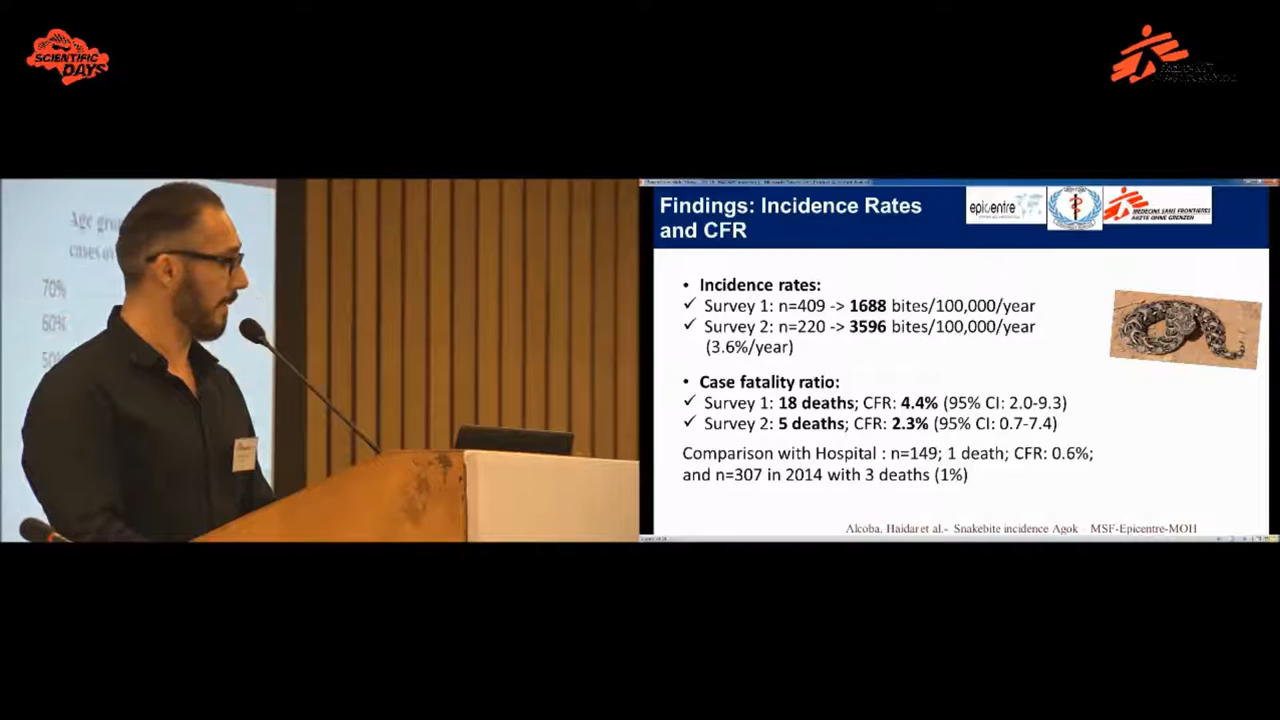 SCIENTIFIC
DAYS
Age gro
cases o
70%
60%
50%
Findings: Incidence Rates
and CFR
epicentre
MEDECINS SANS FRONTIERES
ARZTE OHNE GRENZEN
• Incidence rates:
✓ Survey 1: n=409 -> 1688 bites/100,000/year
✓ Survey 2: n=220 -> 3596 bites/100,000/year
(3.6%/year)
• Case fatality ratio:
✓ Survey 1: 18 deaths; CFR: 4.4% (95% CI: 2.0-9.3)
✓ Survey 2: 5 deaths; CFR: 2.3% (95% CI: 0.7-7.4)
Comparison with Hospital : n=149; 1 death; CFR: 0.6%;
and n=307 in 2014 with 3 deaths (1%)
Alcoba, Haidar et al.- Snakebite incidence Agok MSF-Epicentre-MOH